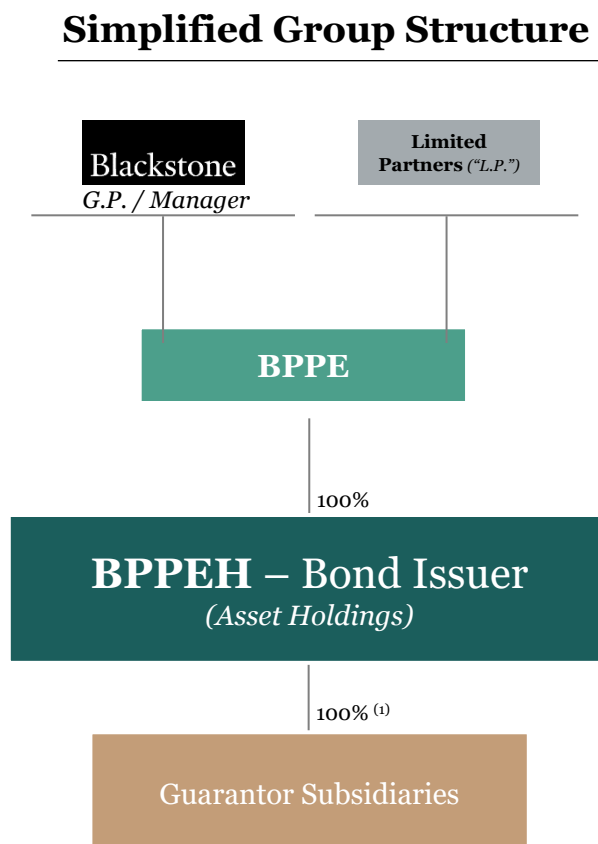 Simplified Group Structure
Blackstone
G.P. / Manager
Limited
Partners (“L.P.”)
BPPE
100%
BPPEH – Bond Issuer
(Asset Holdings)
100% (1)
Guarantor Subsidiaries